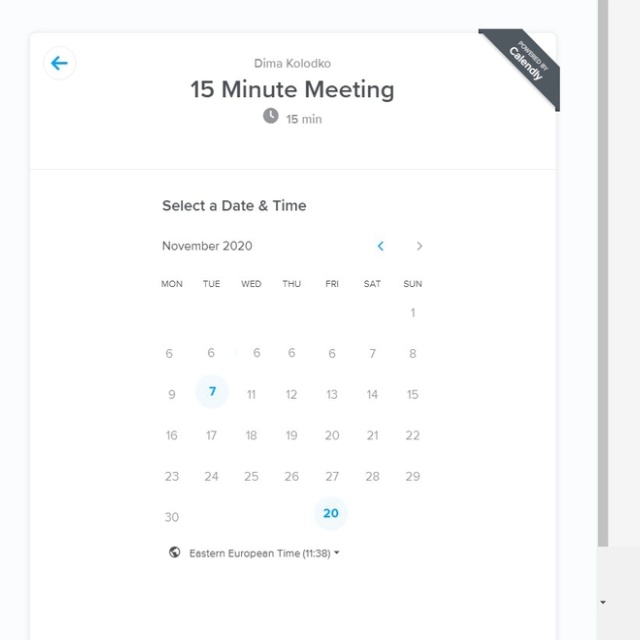 POWERED BY
Calendly
Dima Kolodko
15 Minute Meeting
15 min
Select a Date & Time
November 2020
MON TUE WED THU FRI SAT SUN
1
6 6 6 6 6 7 8
9 7 11 12 13 14 15
16 17 18 19 20 21 22
23 24 25 26 27 28 29
30 20
Eastern European Time (11:38)